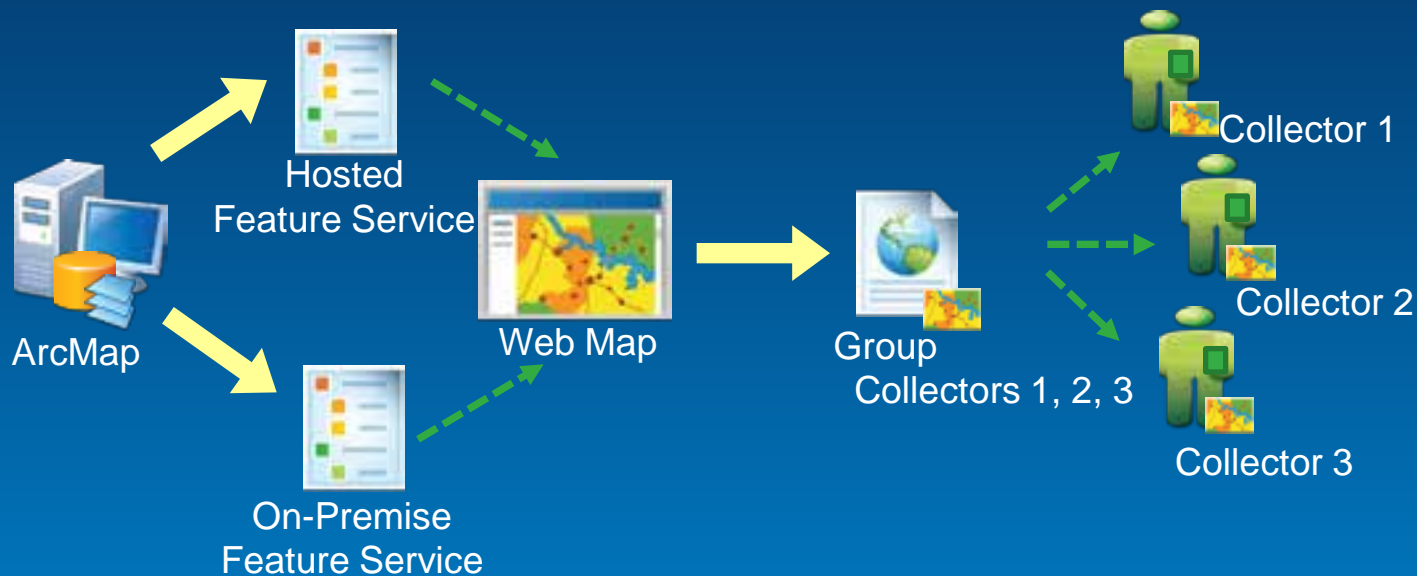 ArcMap
Hosted
Feature Service
On-Premise
Feature Service
Web Map
Group
Collectors 1, 2, 3
Collector 1
Collector 2
Collector 3